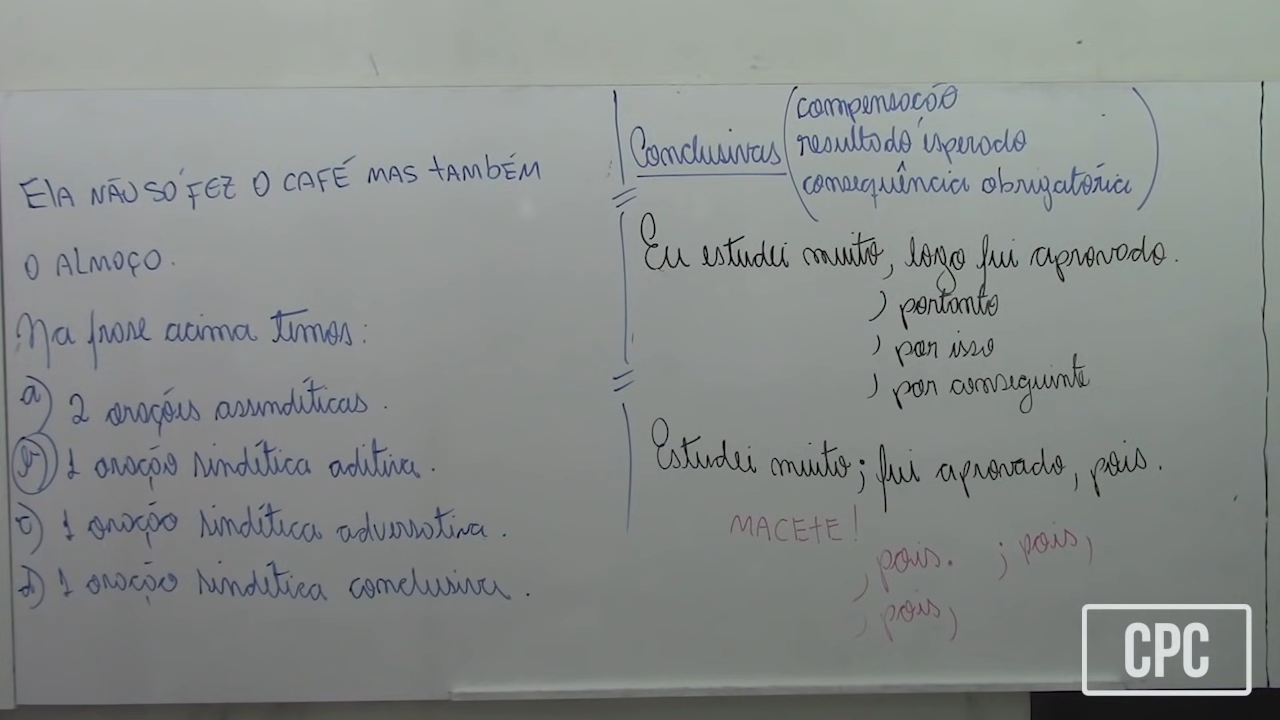 ELA NÃO SÓ FEZ O CAFÉ MAS TAMBÉM
O ALMOÇO.
Na frase acima temos:
a) 2 orações assindéticas.
b) 1 oração sindética aditiva.
c) 1 oração sindética adversativa.
d) 1 oração sindética conclusiva.
Conclusivas (compensação
resultado esperado
consequência obrigatória)
Eu estudei muito, logo fui aprovado.
, portanto
, por isso
, por conseguinte
Estudei muito; fui aprovado, pois.
MACETE!
, pois. ; pois,
, pois,
CPC